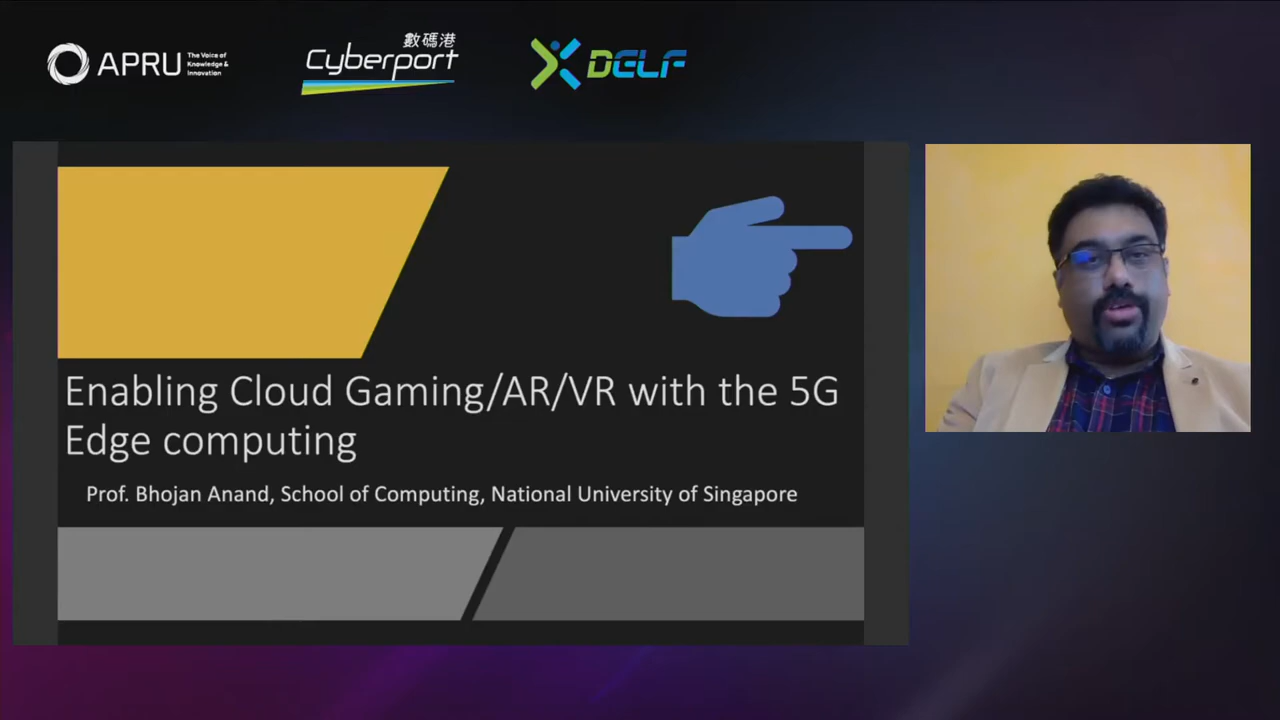 APRU The Voice of
Knowledge &
Innovation
數碼港
Cyberport
DELF
Enabling Cloud Gaming/AR/VR with the 5G
Edge computing
Prof. Bhojan Anand, School of Computing, National University of Singapore